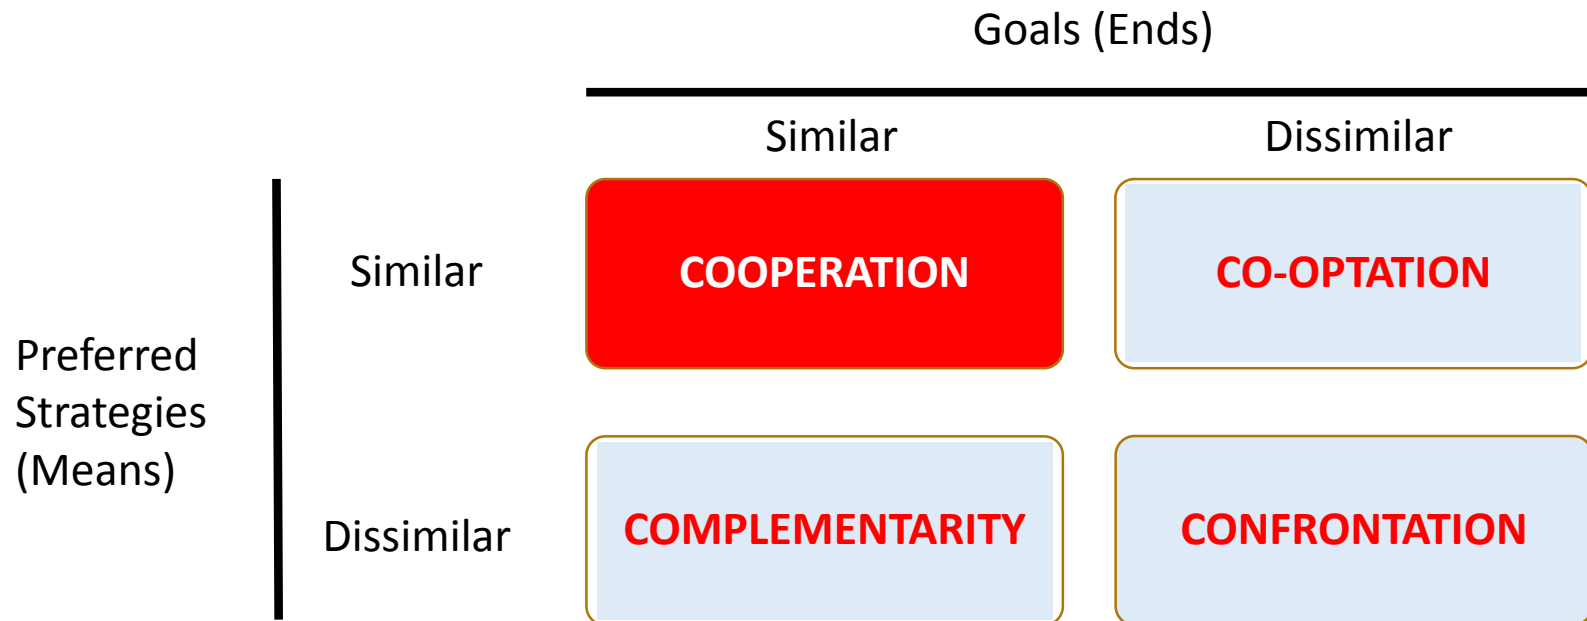 Goals (Ends)
Similar
Dissimilar
Similar
COOPERATION
CO-OPTATION
Preferred
Strategies
(Means)
Dissimilar
COMPLEMENTARITY
CONFRONTATION